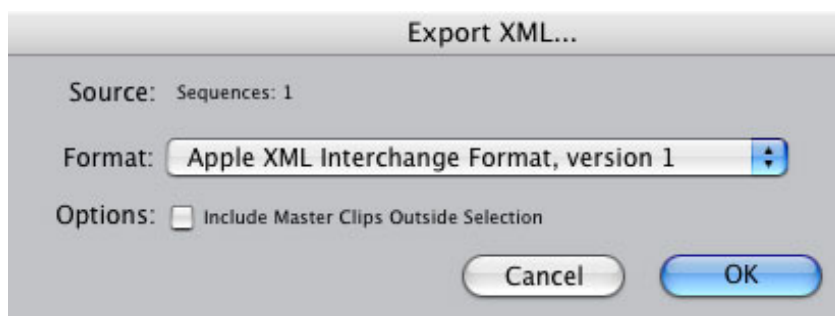 Export XML...
Source: Sequences: 1
Format: Apple XML Interchange Format, version 1
Options: Include Master Clips Outside Selection
Cancel OK